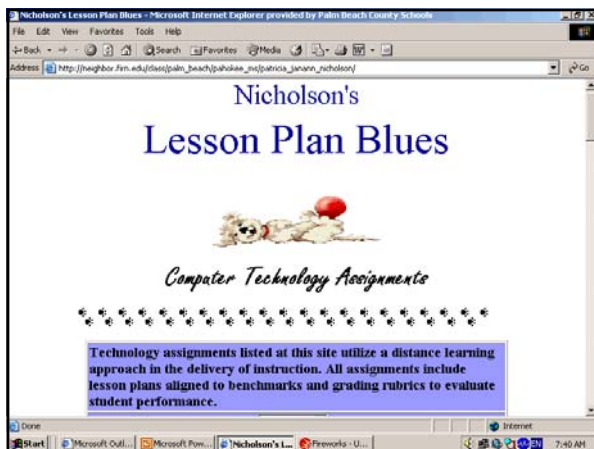 Nicholson's Lesson Plan Blues - Microsoft Internet Explorer provided by Palm Beach County Schools
File Edit View Favorites Tools Help
Back Search Favorites Media
Address http://neighbor.firn.edu/class/palm_beach/pahokee_ms/patricia_janann_nicholson/ Go
Nicholson's
Lesson Plan Blues
Computer Technology Assignments
Technology assignments listed at this site utilize a distance learning
approach in the delivery of instruction. All assignments include
lesson plans aligned to benchmarks and grading rubrics to evaluate
student performance.
Done Internet
Start Microsoft Outl... Microsoft Pow... Nicholson's L... Fireworks - U... EN 7:40 AM